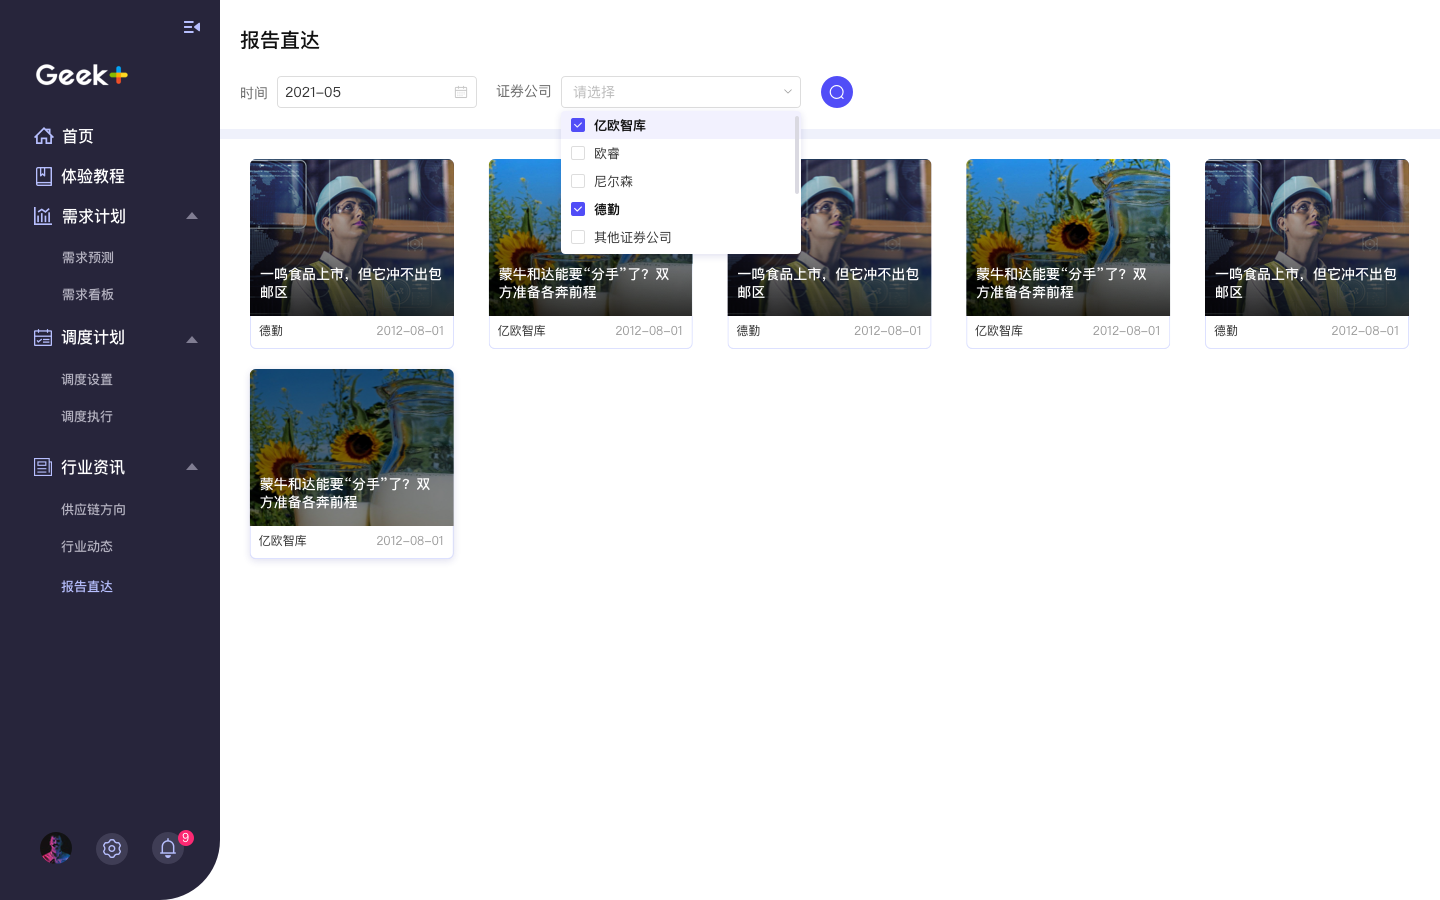 Geek+
首页
体验教程
需求计划
需求预测
需求看板
调度计划
调度设置
调度执行
行业资讯
供应链方向
行业动态
报告直达
9
报告直达
时间
2021-05
证券公司
请选择
亿欧智库
欧睿
尼尔森
德勤
其他证券公司
一鸣食品上市，但它冲不出包
邮区
德勤
2012-08-01
蒙牛和达能要“分手”了？双
方准备各奔前程
亿欧智库
2012-08-01
一鸣食品上市，但它冲不出包
邮区
德勤
2012-08-01
蒙牛和达能要“分手”了？双
方准备各奔前程
亿欧智库
2012-08-01
一鸣食品上市，但它冲不出包
邮区
德勤
2012-08-01
蒙牛和达能要“分手”了？双
方准备各奔前程
亿欧智库
2012-08-01